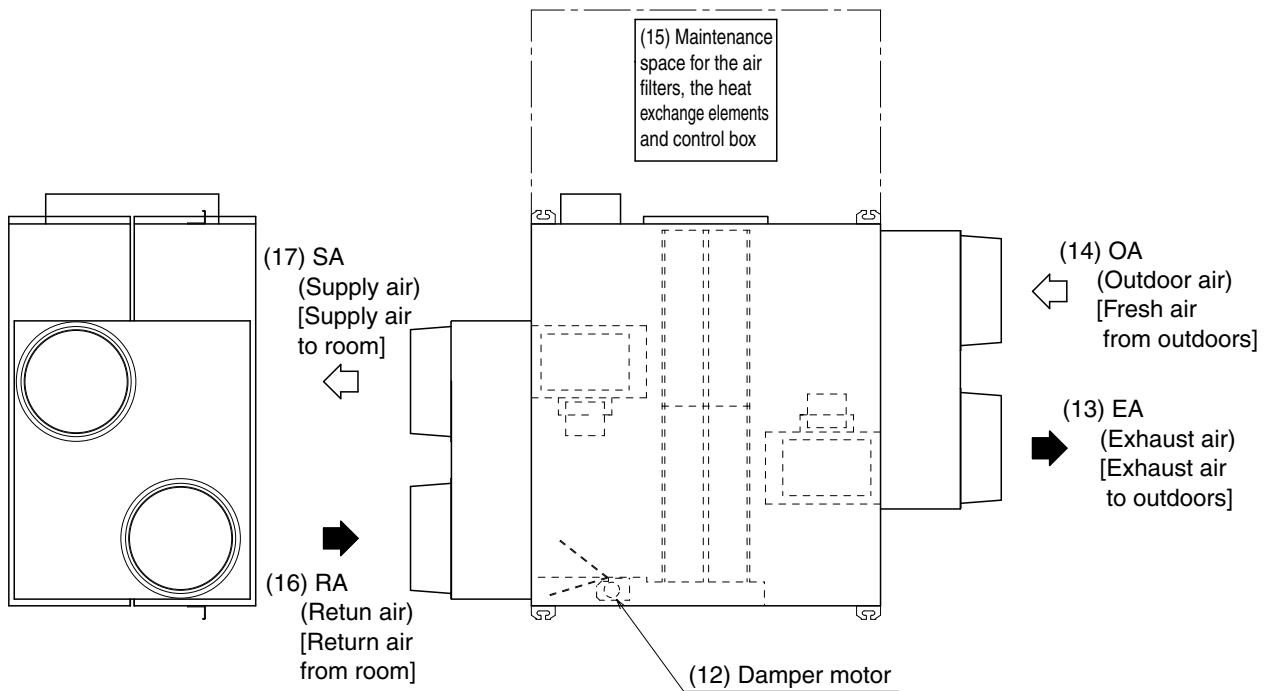 (15) Maintenance
space for the air
filters, the heat
exchange elements
and control box
(17) SA
(Supply air)
[Supply air
to room]
(14) OA
(Outdoor air)
[Fresh air
from outdoors]
(13) EA
(Exhaust air)
[Exhaust air
to outdoors]
(16) RA
(Retun air)
[Return air
from room]
(12) Damper motor